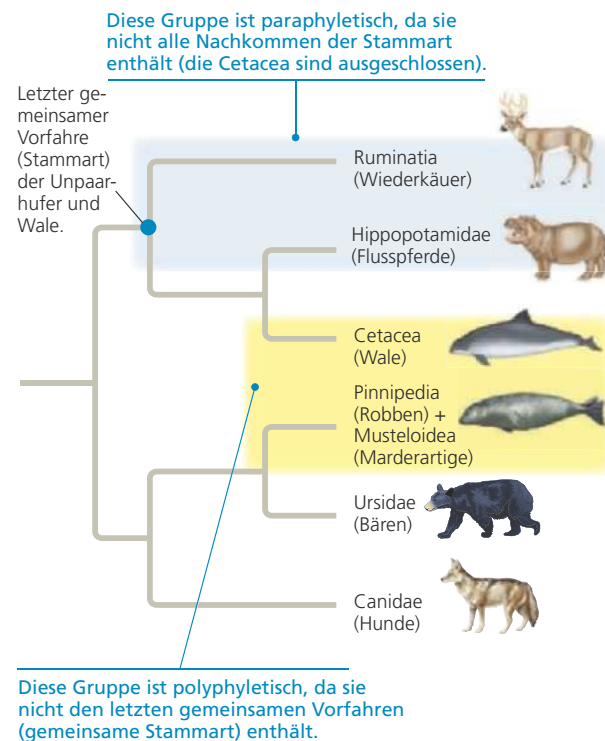 Diese Gruppe ist paraphyletisch, da sie
nicht alle Nachkommen der Stammart
enthält (die Cetacea sind ausgeschlossen).
Letzter ge-
meinsamer
Vorfahre
(Stammart)
der Unpaar-
hufer und
Wale.
Ruminatia
(Wiederkäuer)
Hippopotamidae
(Flusspferde)
Cetacea
(Wale)
Pinnipedia
(Robben) +
Musteloidea
(Marderartige)
Ursidae
(Bären)
Canidae
(Hunde)
Diese Gruppe ist polyphyletisch, da sie
nicht den letzten gemeinsamen Vorfahren
(gemeinsame Stammart) enthält.